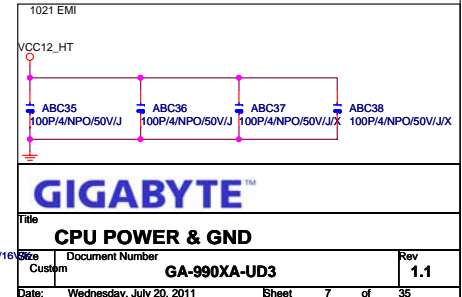 1021 EMI
VCC12_HT
ABC35 ABC36 ABC37 ABC38
100P/4/NPO/50V/J 100P/4/NPO/50V/J 100P/4/NPO/50V/J/X 100P/4/NPO/50V/J/X
GIGABYTE™
Title
CPU POWER & GND
Size Document Number Rev
Custom GA-990XA-UD3 1.1
Date: Wednesday, July 20, 2011 Sheet 7 of 35